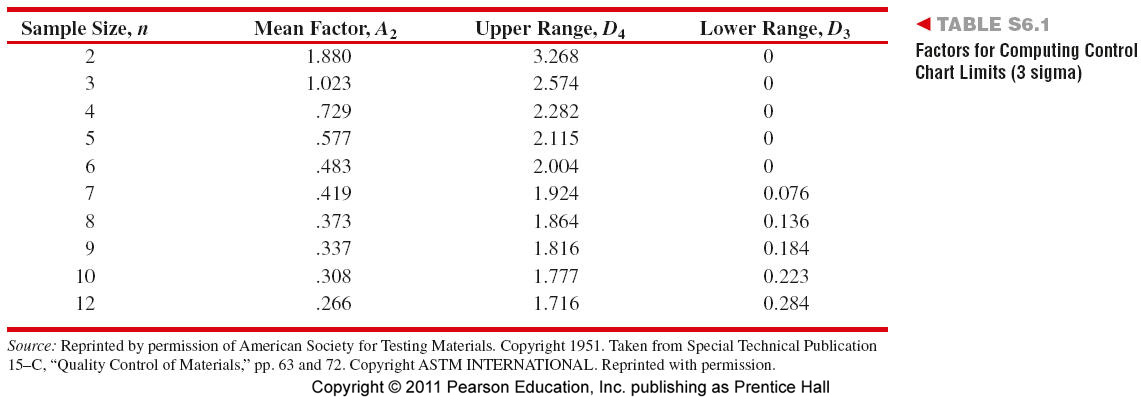 Sample Size, n Mean Factor, A2 Upper Range, D4 Lower Range, D3
2 1.880 3.268 0
3 1.023 2.574 0
4 .729 2.282 0
5 .577 2.115 0
6 .483 2.004 0
7 .419 1.924 0.076
8 .373 1.864 0.136
9 .337 1.816 0.184
10 .308 1.777 0.223
12 .266 1.716 0.284
Source: Reprinted by permission of American Society for Testing Materials. Copyright 1951. Taken from Special Technical Publication
15–C, “Quality Control of Materials,” pp. 63 and 72. Copyright ASTM INTERNATIONAL. Reprinted with permission.
Copyright © 2011 Pearson Education, Inc. publishing as Prentice Hall
◄ TABLE S6.1
Factors for Computing Control
Chart Limits (3 sigma)